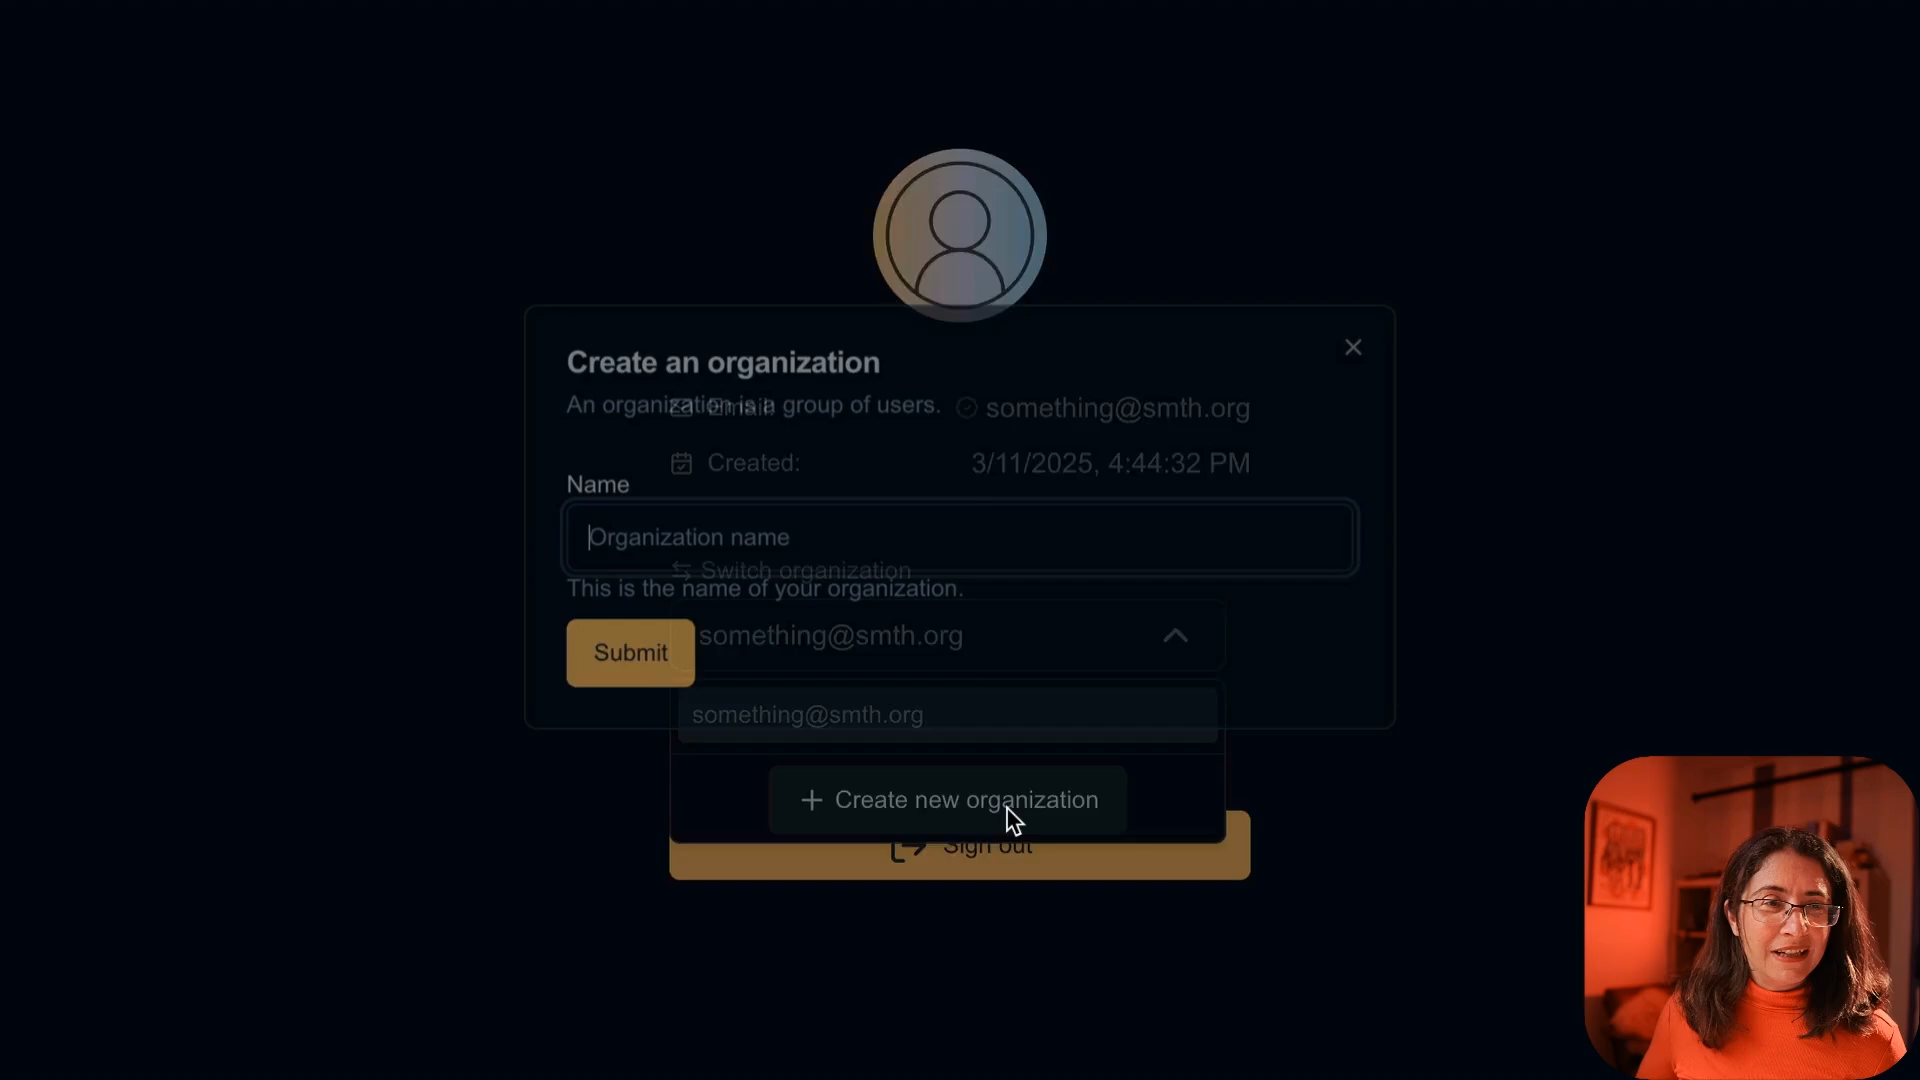 Create an organization
An organization is a group of users.
Email:
something@smth.org
Created:
3/11/2025, 4:44:32 PM
Name
Organization name
Switch organization
This is the name of your organization.
Submit
something@smth.org
something@smth.org
Create new organization
Sign out